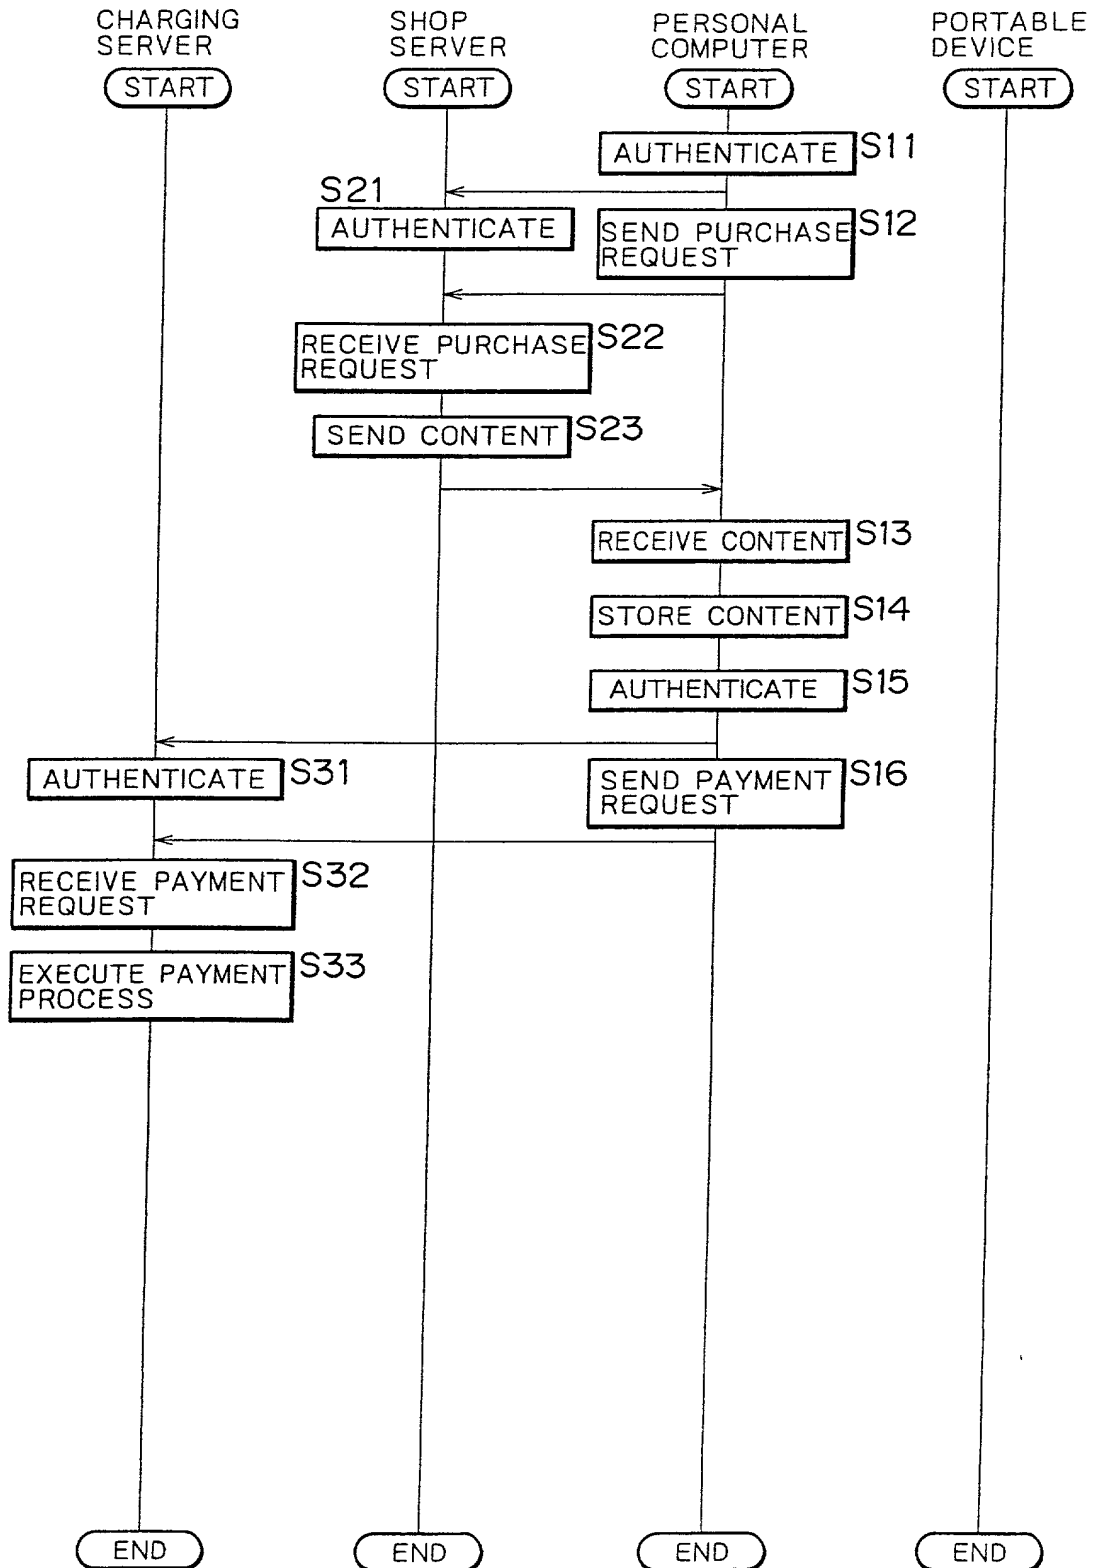 CHARGING
SERVER
SHOP
SERVER
PERSONAL
COMPUTER
PORTABLE
DEVICE
START
START
START
START
AUTHENTICATE
S11
S21
AUTHENTICATE
SEND PURCHASE
REQUEST
S12
RECEIVE PURCHASE
REQUEST
S22
SEND CONTENT
S23
RECEIVE CONTENT
S13
STORE CONTENT
S14
AUTHENTICATE
S15
AUTHENTICATE
S31
SEND PAYMENT
REQUEST
S16
RECEIVE PAYMENT
REQUEST
S32
EXECUTE PAYMENT
PROCESS
S33
END
END
END
END